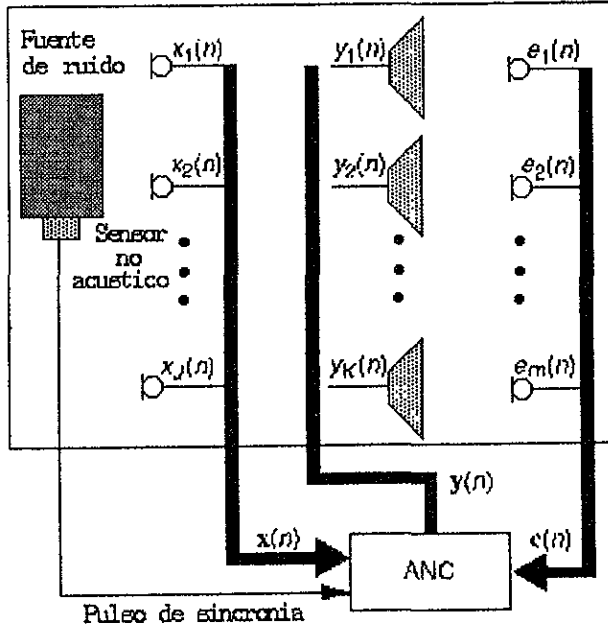 Fuente
de ruido
x1(n)
y1(n)
e1(n)
x2(n)
y2(n)
e2(n)
Sensor
no
acustico
xJ(n)
yK(n)
em(n)
y(n)
x(n)
e(n)
ANC
Pulso de sincronia